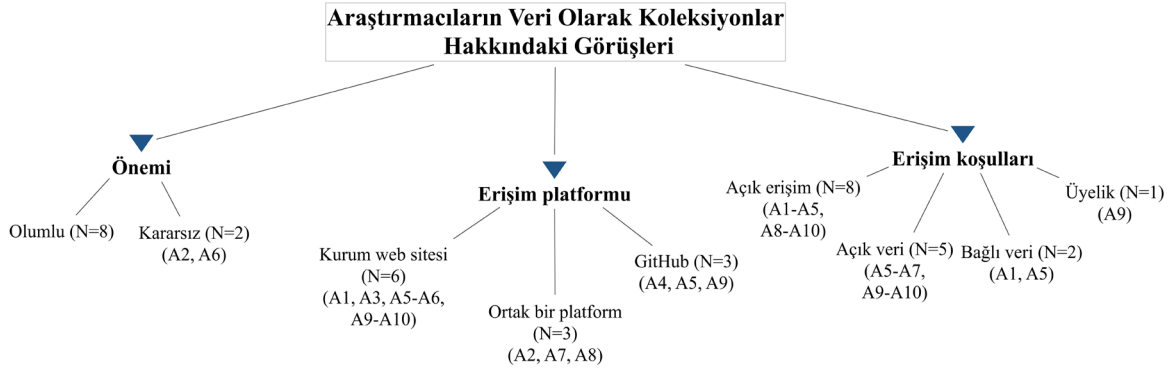 Araştırmacıların Veri Olarak Koleksiyonlar
Hakkındaki Görüşleri
Önemi
Olumlu (N=8)
Kararsız (N=2)
(A2, A6)
Erişim platformu
Kurum web sitesi
(N=6)
(A1, A3, A5-A6,
A9-A10)
Ortak bir platform
(N=3)
(A2, A7, A8)
GitHub (N=3)
(A4, A5, A9)
Erişim koşulları
Açık erişim (N=8)
(A1-A5,
A8-A10)
Açık veri (N=5)
(A5-A7,
A9-A10)
Bağlı veri (N=2)
(A1, A5)
Üyelik (N=1)
(A9)